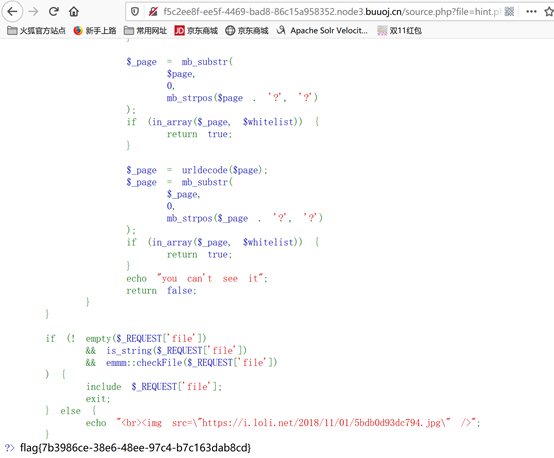 f5c2ee8f-ee5f-4469-bad8-86c15a958352.node3.buuoj.cn/source.php?file=hint.p
火狐官方站点 新手上路 常用网址 JD 京东商城 京东商城 Apache Solr Velocit... 双11红包
}
$_page = mb_substr(
$page,
0,
mb_strpos($page . '?', '?')
);
if (in_array($_page, $whitelist)) {
return true;
}
$_page = urldecode($page);
$_page = mb_substr(
$_page,
0,
mb_strpos($_page . '?', '?')
);
if (in_array($_page, $whitelist)) {
return true;
}
echo "you can't see it";
return false;
}
}
if (! empty($_REQUEST['file'])
&& is_string($_REQUEST['file'])
&& emmm::checkFile($_REQUEST['file'])
) {
include $_REQUEST['file'];
exit;
} else {
echo "<br><img src=\"https://i.loli.net/2018/11/01/5bdb0d93dc794.jpg\" />";
}
?> flag{7b3986ce-38e6-48ee-97c4-b7c163dab8cd}